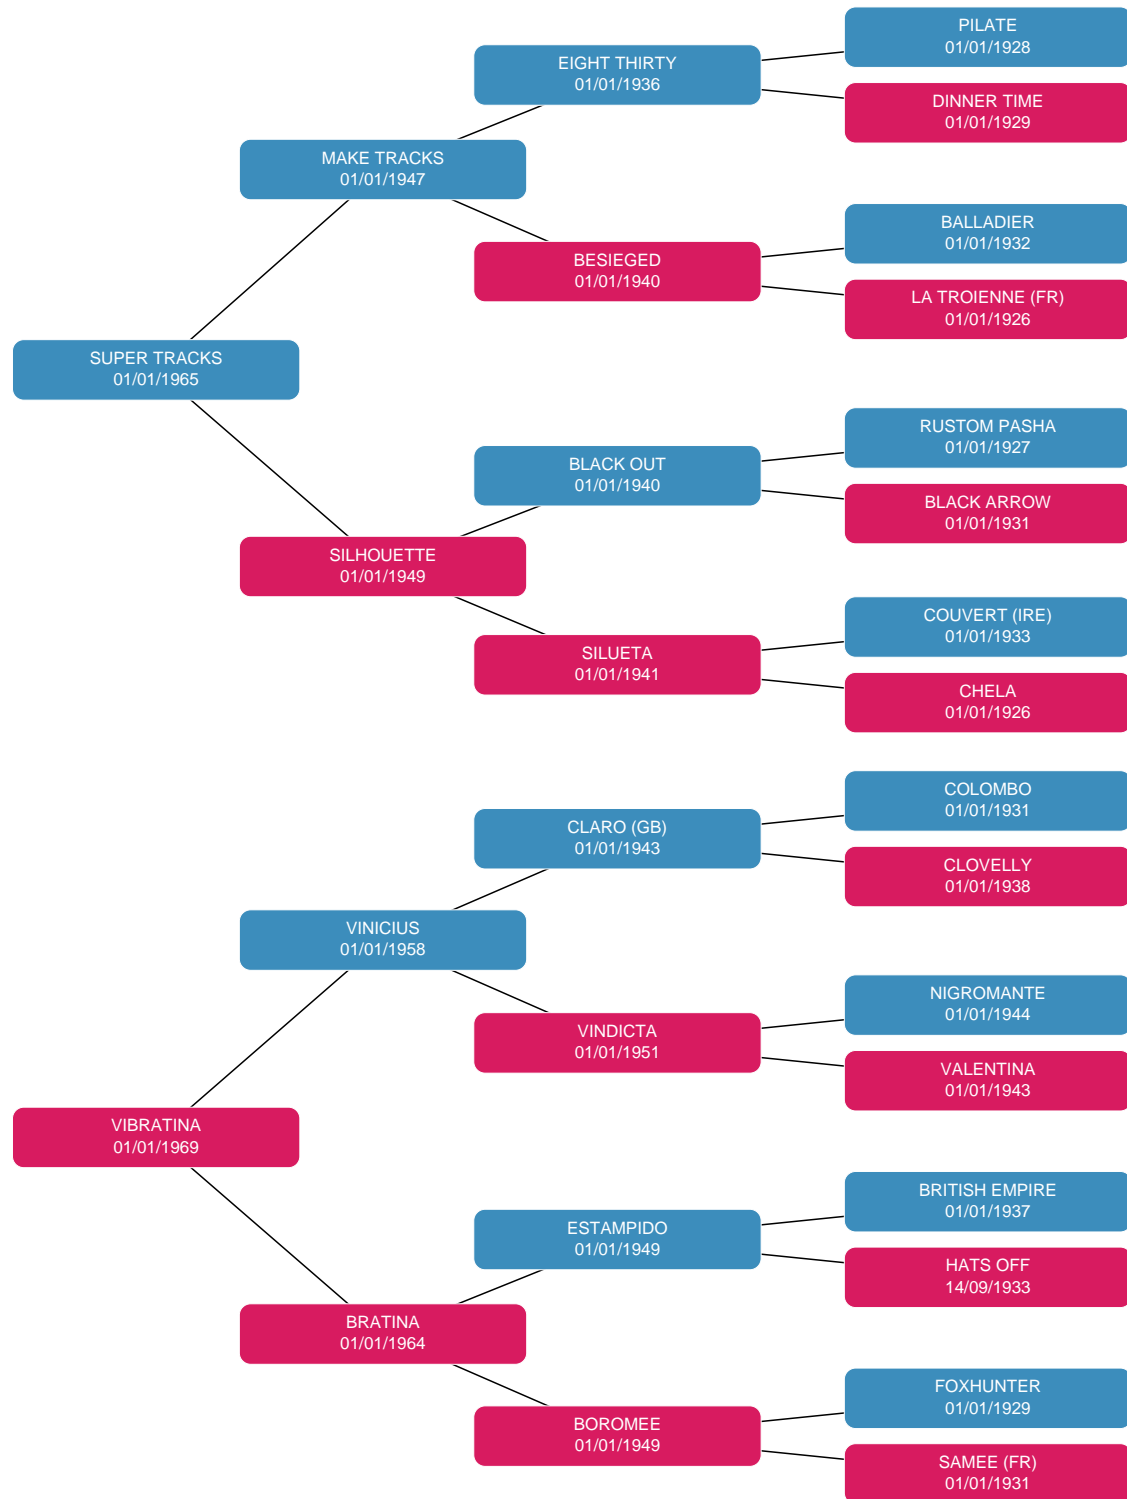 PILATE
01/01/1928
EIGHT THIRTY
01/01/1936
DINNER TIME
01/01/1929
MAKE TRACKS
01/01/1947
BALLADIER
01/01/1932
BESIEGED
01/01/1940
LA TROIENNE (FR)
01/01/1926
SUPER TRACKS
01/01/1965
RUSTOM PASHA
01/01/1927
BLACK OUT
01/01/1940
BLACK ARROW
01/01/1931
SILHOUETTE
01/01/1949
COUVERT (IRE)
01/01/1933
SILUETA
01/01/1941
CHELA
01/01/1926
COLOMBO
01/01/1931
CLARO (GB)
01/01/1943
CLOVELLY
01/01/1938
VINICIUS
01/01/1958
NIGROMANTE
01/01/1944
VINDICTA
01/01/1951
VALENTINA
01/01/1943
VIBRATINA
01/01/1969
BRITISH EMPIRE
01/01/1937
ESTAMPIDO
01/01/1949
HATS OFF
14/09/1933
BRATINA
01/01/1964
FOXHUNTER
01/01/1929
BOROMEE
01/01/1949
SAMEE (FR)
01/01/1931